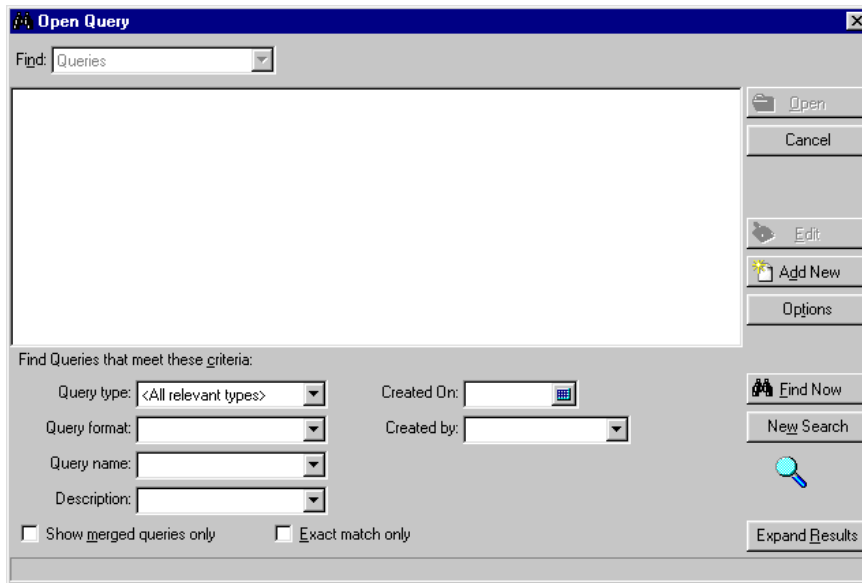 Open Query
Find: Queries
Open
Cancel
Edit
Add New
Options
Find Queries that meet these criteria:
Query type: <All relevant types>
Created On:
Find Now
Query format:
Created by:
New Search
Query name:
Description:
Show merged queries only
Exact match only
Expand Results